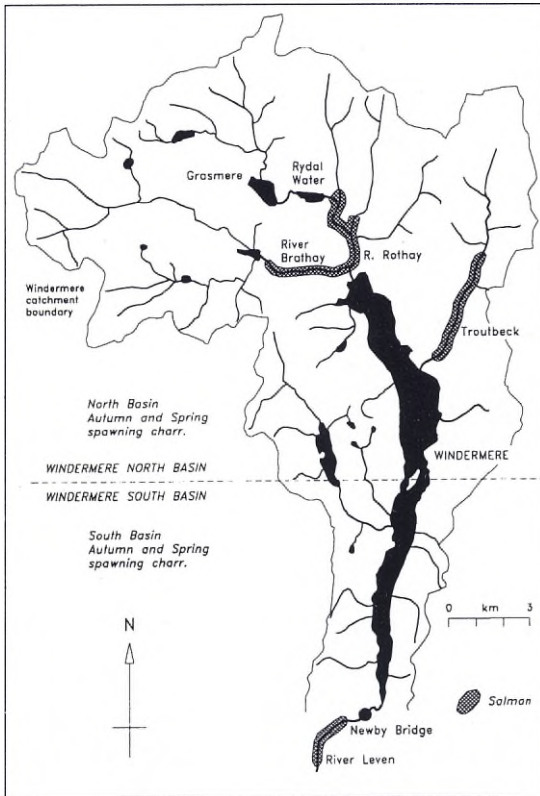 Grasmere
Rydal
Water
River
Brathay
R. Rothay
Windermere
catchment
boundary
Troutbeck
North Basin
Autumn and Spring
spawning charr.
WINDERMERE
WINDERMERE NORTH BASIN
WINDERMERE SOUTH BASIN
South Basin
Autumn and Spring
spawning charr.
0 km 3
N
Salmon
Newby Bridge
River Leven